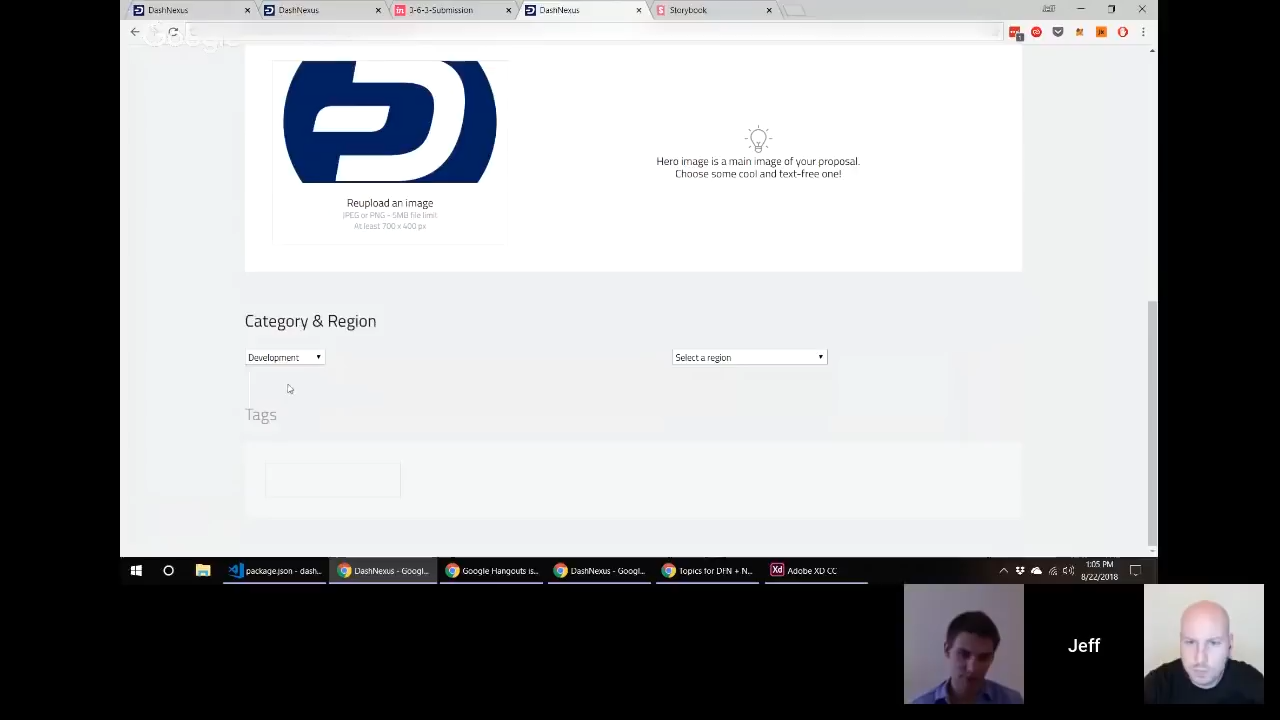 DashNexus
DashNexus
3-6-3-Submission
DashNexus
Storybook
Jeff
Google
Hero image is a main image of your proposal.
Choose some cool and text-free one!
Reupload an image
JPEG or PNG - 5MB file limit
At least 700 x 400 px
Category & Region
Development
Select a region
Tags
package.json - dash...
DashNexus - Googl...
Google Hangouts is...
DashNexus - Googl...
Topics for DFN + N...
Adobe XD CC
1:05 PM
8/22/2018
Jeff